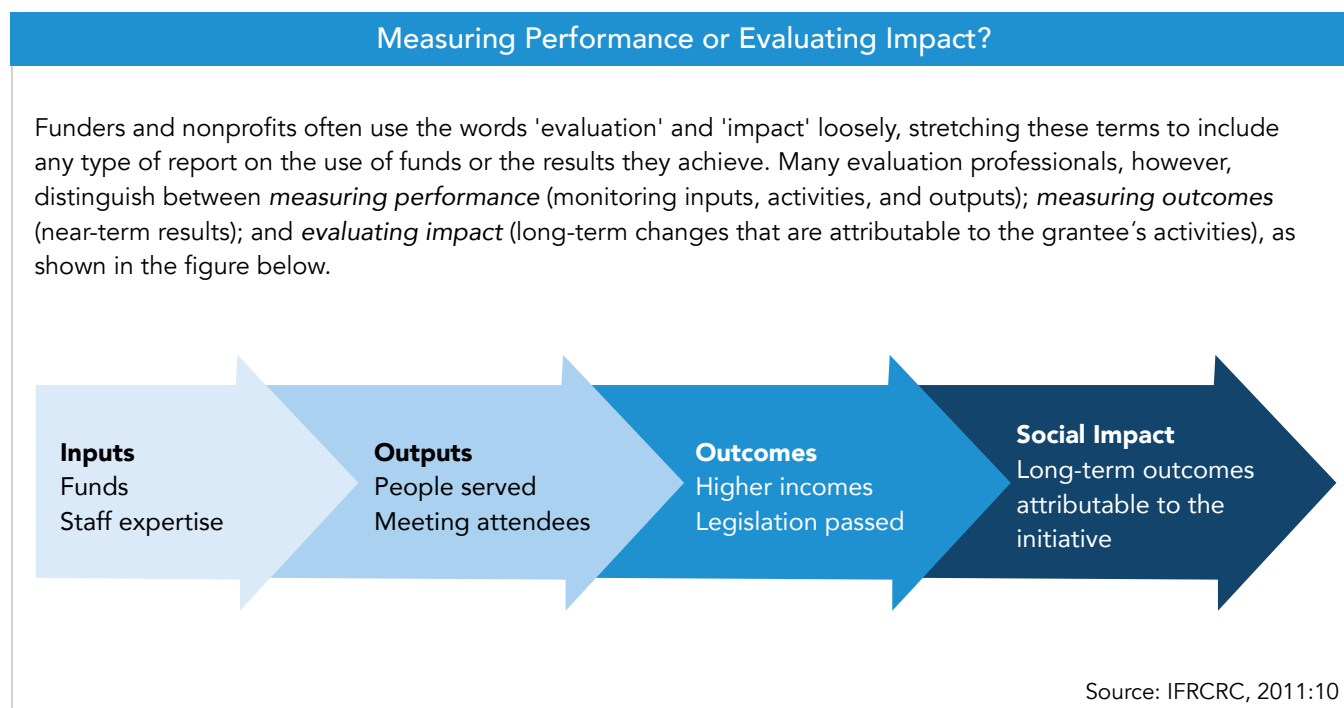 Measuring Performance or Evaluating Impact?
Funders and nonprofits often use the words 'evaluation' and 'impact' loosely, stretching these terms to include
any type of report on the use of funds or the results they achieve. Many evaluation professionals, however,
distinguish between measuring performance (monitoring inputs, activities, and outputs); measuring outcomes
(near-term results); and evaluating impact (long-term changes that are attributable to the grantee's activities), as
shown in the figure below.
Inputs
Funds
Staff expertise
Outputs
People served
Meeting attendees
Outcomes
Higher incomes
Legislation passed
Social Impact
Long-term outcomes
attributable to the
initiative
Source: IFRCRC, 2011:10